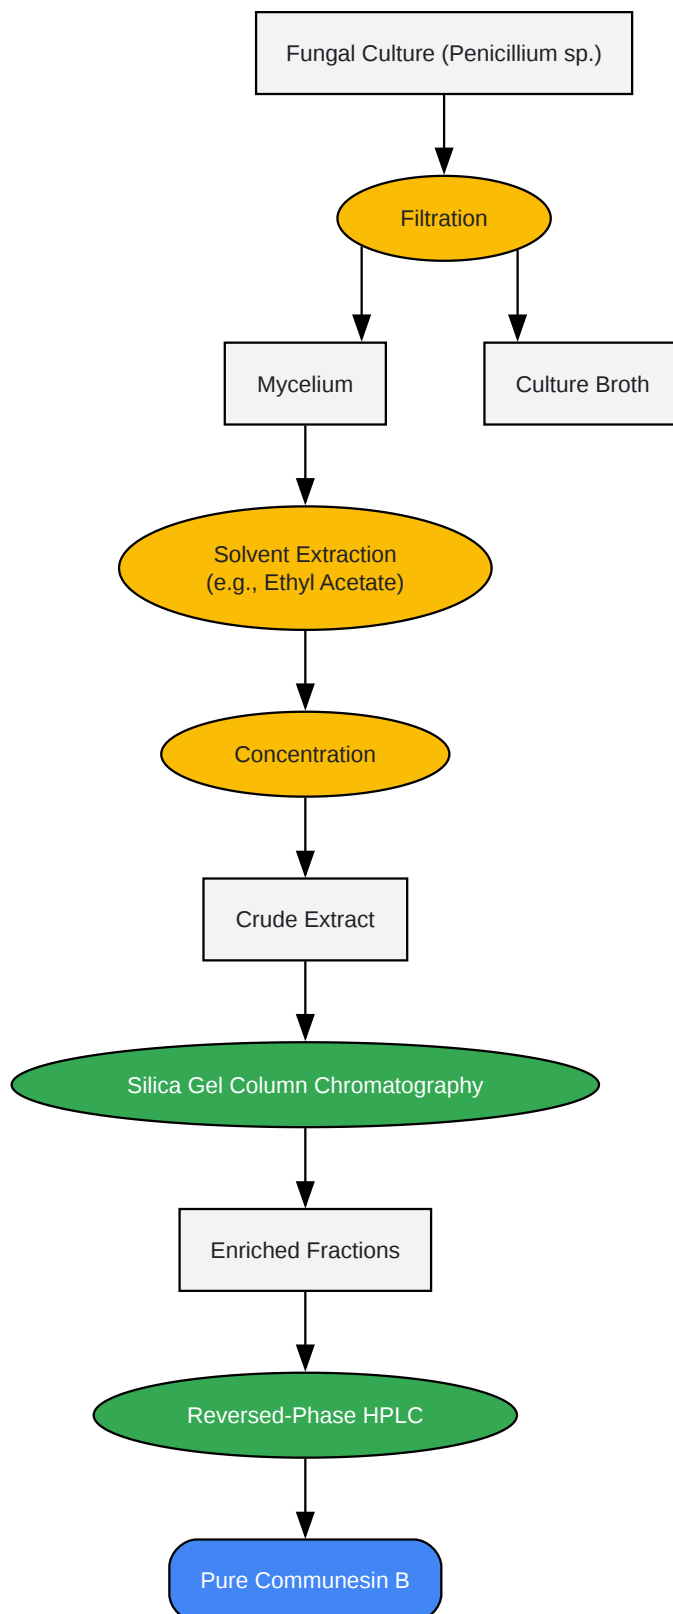 Fungal Culture (Penicillium sp.)
Filtration
Mycelium
Culture Broth
Solvent Extraction
(e.g., Ethyl Acetate)
Concentration
Crude Extract
Silica Gel Column Chromatography
Enriched Fractions
Reversed-Phase HPLC
Pure Communesin B